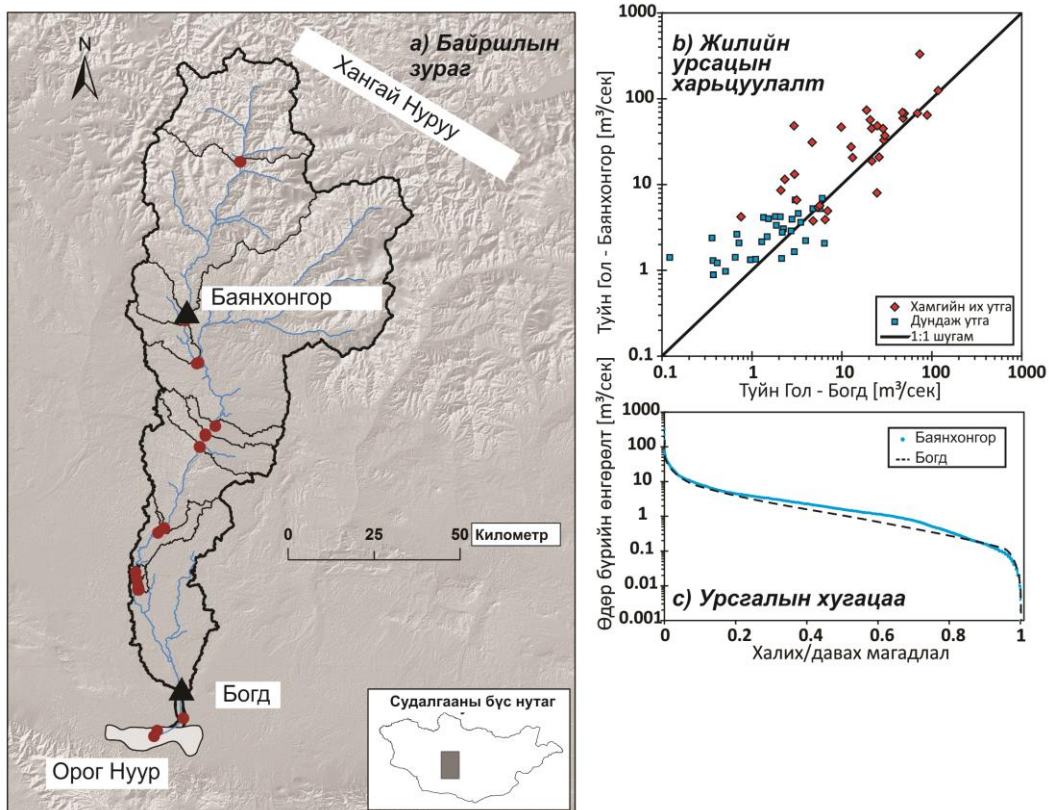 N
a) Байршлын
зураг
Хангай Нуруу
Баянхонгор
0 25 50 Километр
Богд
Орог Нуур
Судалгааны бүс нутаг
b) Жилийн
урсацын
харьцуулалт
Туйн Гол - Баянхонгор [m³/сек]
1000
100
10
1
0.1
Хамгийн их утга
Дундаж утга
1:1 шугам
0.1 1 10 100 1000
Туйн Гол - Богд [m³/сек]
Өдөр бүрийн өнгөрөлт [m³/сек]
1000
100
10
1
0.1
0.01
0.001
Баянхонгор
Богд
c) Урсгалын хугацаа
0 0.2 0.4 0.6 0.8 1
Халих/давах магадлал